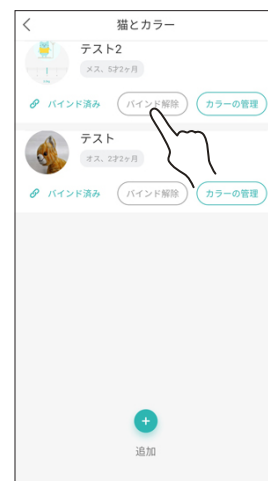 猫とカラー
テスト2
メス、5才2ヶ月
バインド済み バインド解除 カラーの管理
テスト
オス、2才2ヶ月
バインド済み バインド解除 カラーの管理
追加